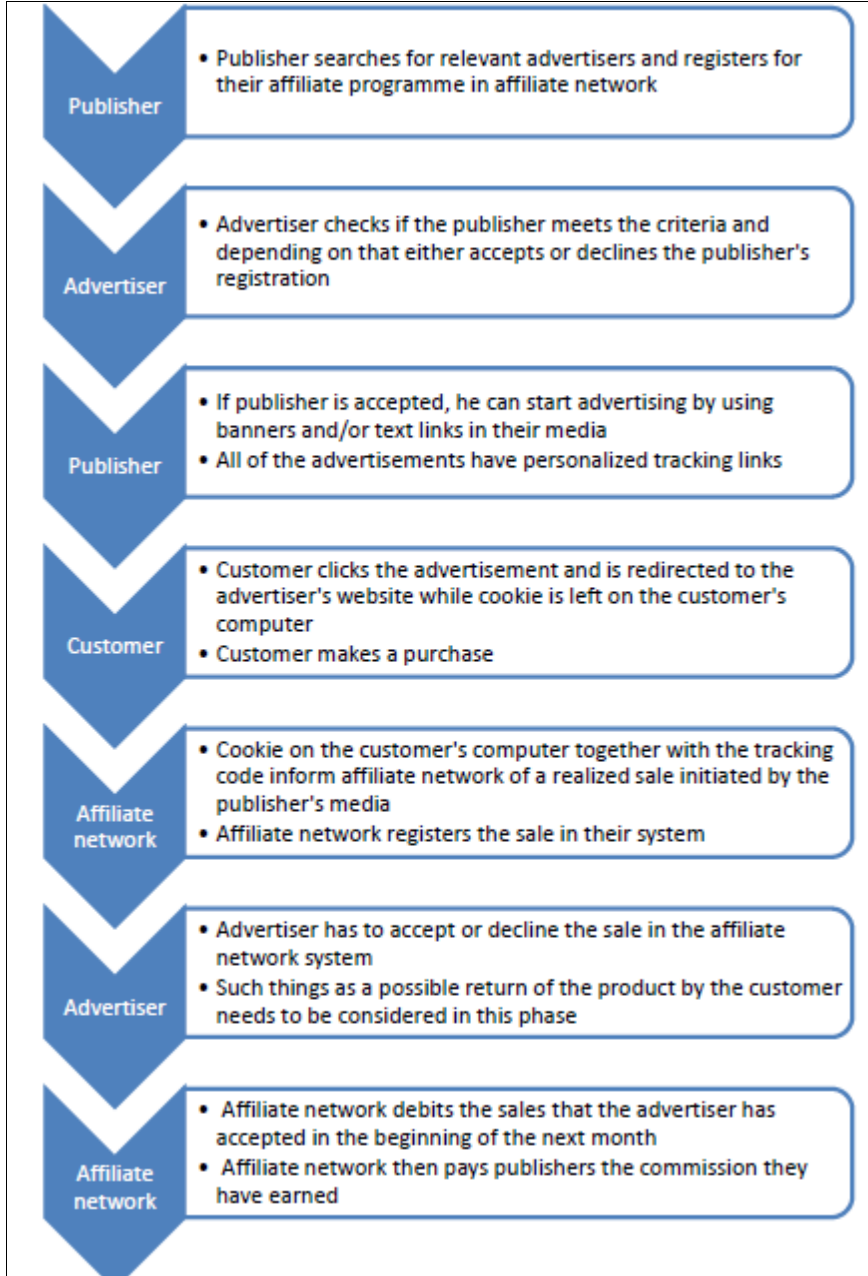 Publisher
• Publisher searches for relevant advertisers and registers for
their affiliate programme in affiliate network
Advertiser
• Advertiser checks if the publisher meets the criteria and
depending on that either accepts or declines the publisher's
registration
Publisher
• If publisher is accepted, he can start advertising by using
banners and/or text links in their media
• All of the advertisements have personalized tracking links
Customer
• Customer clicks the advertisement and is redirected to the
advertiser's website while cookie is left on the customer's
computer
• Customer makes a purchase
Affiliate
network
• Cookie on the customer's computer together with the tracking
code inform affiliate network of a realized sale initiated by the
publisher's media
• Affiliate network registers the sale in their system
Advertiser
• Advertiser has to accept or decline the sale in the affiliate
network system
• Such things as a possible return of the product by the customer
needs to be considered in this phase
Affiliate
network
• Affiliate network debits the sales that the advertiser has
accepted in the beginning of the next month
• Affiliate network then pays publishers the commission they
have earned